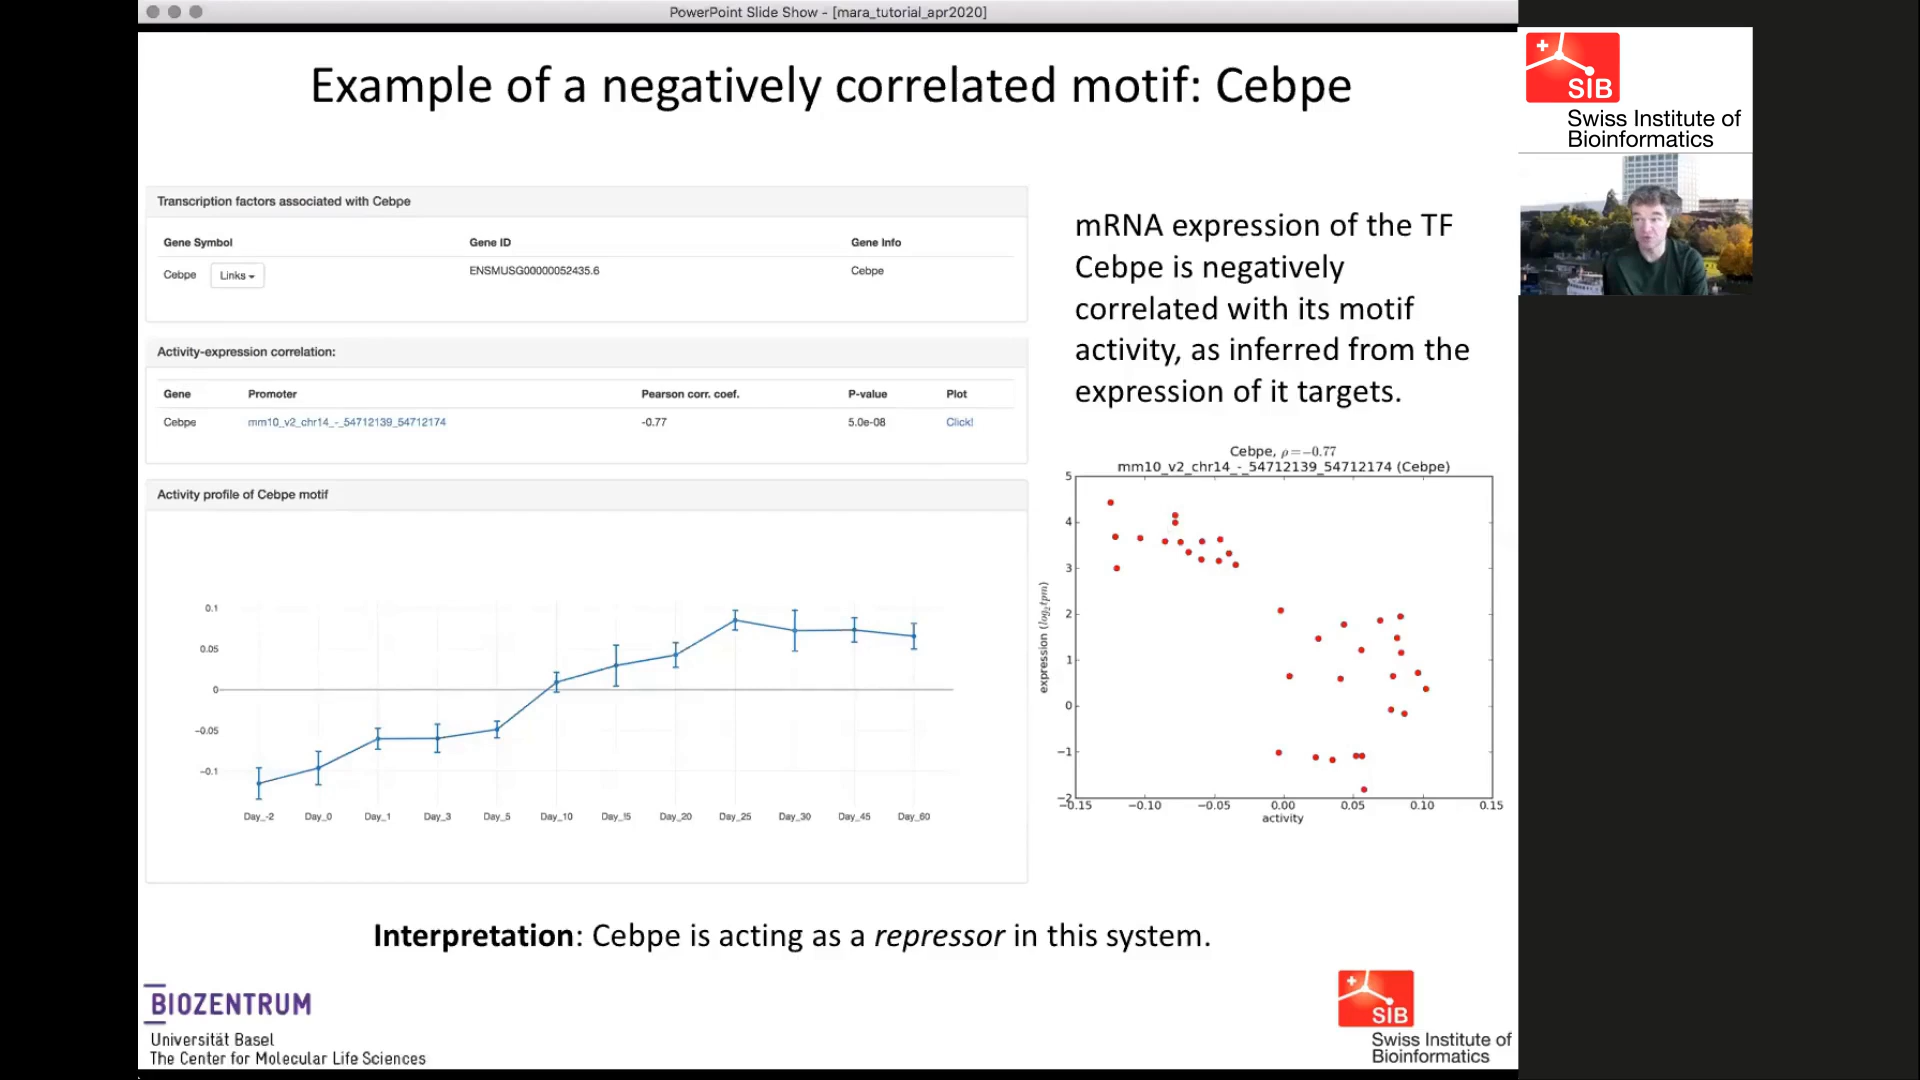 PowerPoint Slide Show - [mara_tutorial_apr2020]
Example of a negatively correlated motif: Cebpe
Transcription factors associated with Cebpe
Gene Symbol Gene ID Gene Info
Cebpe Links ENSMUSG00000052435.6 Cebpe
Activity-expression correlation:
Gene Promoter Pearson corr. coef. P-value Plot
Cebpe mm10_v2_chr14_-_54712139_54712174 -0.77 5.0e-08 Click!
Activity profile of Cebpe motif
0.1
0.05
0
−0.05
−0.1
Day_-2 Day_0 Day_1 Day_3 Day_5 Day_10 Day_15 Day_20 Day_25 Day_30 Day_45 Day_60
mRNA expression of the TF
Cebpe is negatively
correlated with its motif
activity, as inferred from the
expression of it targets.
Cebpe, ρ=−0.77
mm10_v2_chr14_-_54712139_54712174 (Cebpe)
5
4
3
2
1
0
−1
−2
expression (log2tpm)
−0.15 −0.10 −0.05 0.00 0.05 0.10 0.15
activity
Interpretation: Cebpe is acting as a repressor in this system.
BIOZENTRUM
Universität Basel
The Center for Molecular Life Sciences
SIB
Swiss Institute of
Bioinformatics
SIB
Swiss Institute of
Bioinformatics